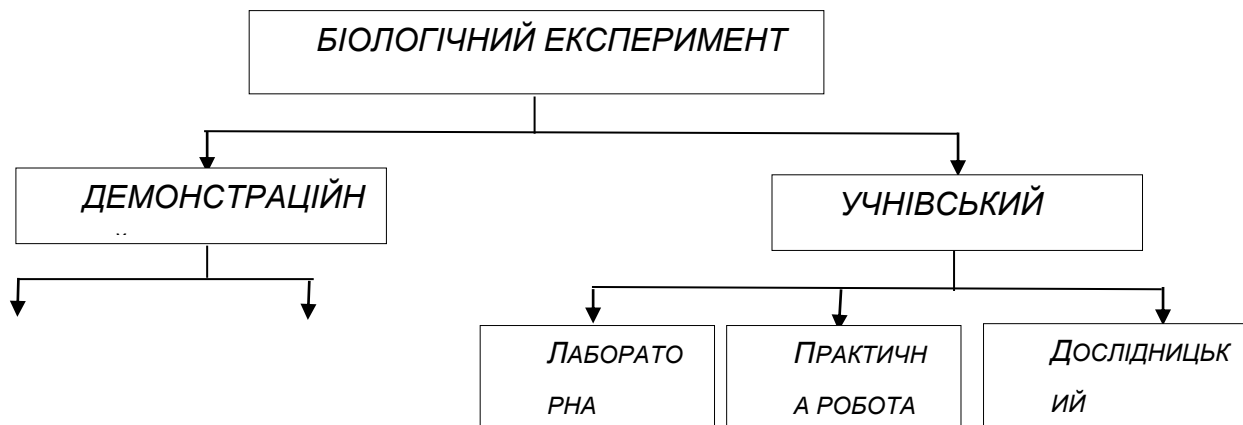 БІОЛОГІЧНИЙ ЕКСПЕРИМЕНТ
ДЕМОНСТРАЦІЙН
УЧНІВСЬКИЙ
ЛАБОРАТО
РНА
ПРАКТИЧН
А РОБОТА
ДОСЛІДНИЦЬК
ИЙ